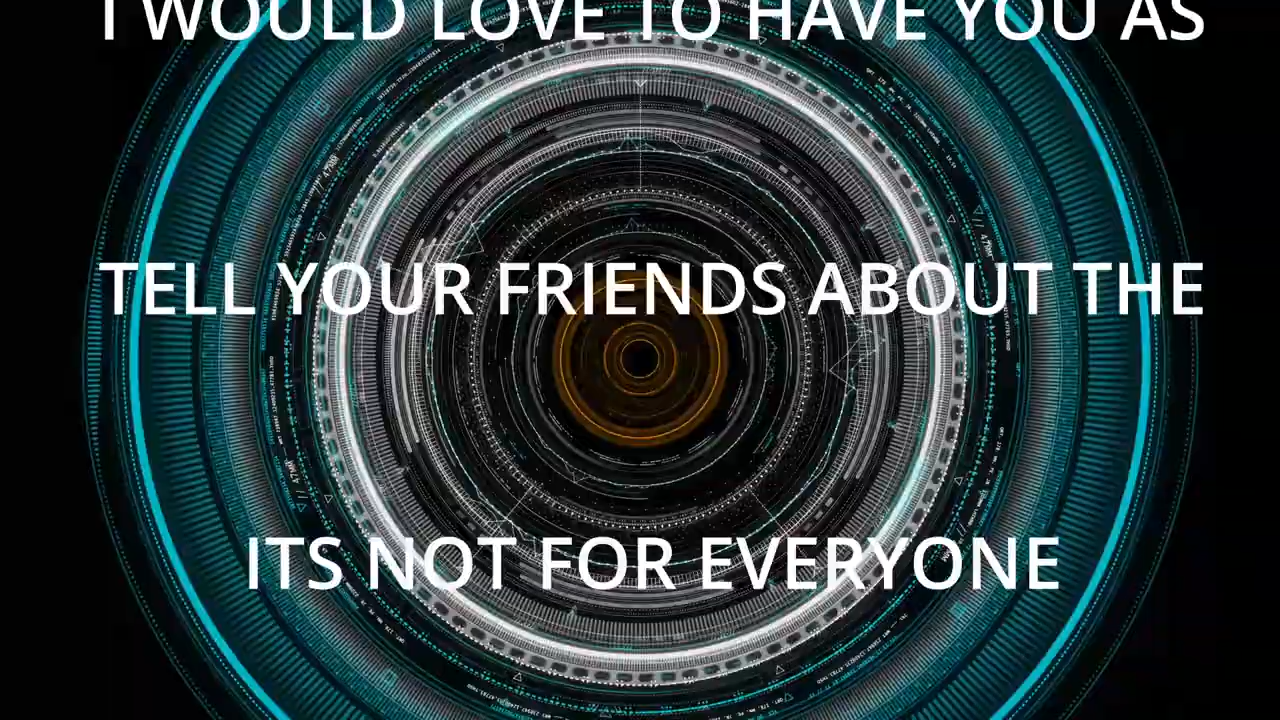 I WOULD LOVE TO HAVE YOU AS
TELL YOUR FRIENDS ABOUT THE
ITS NOT FOR EVERYONE